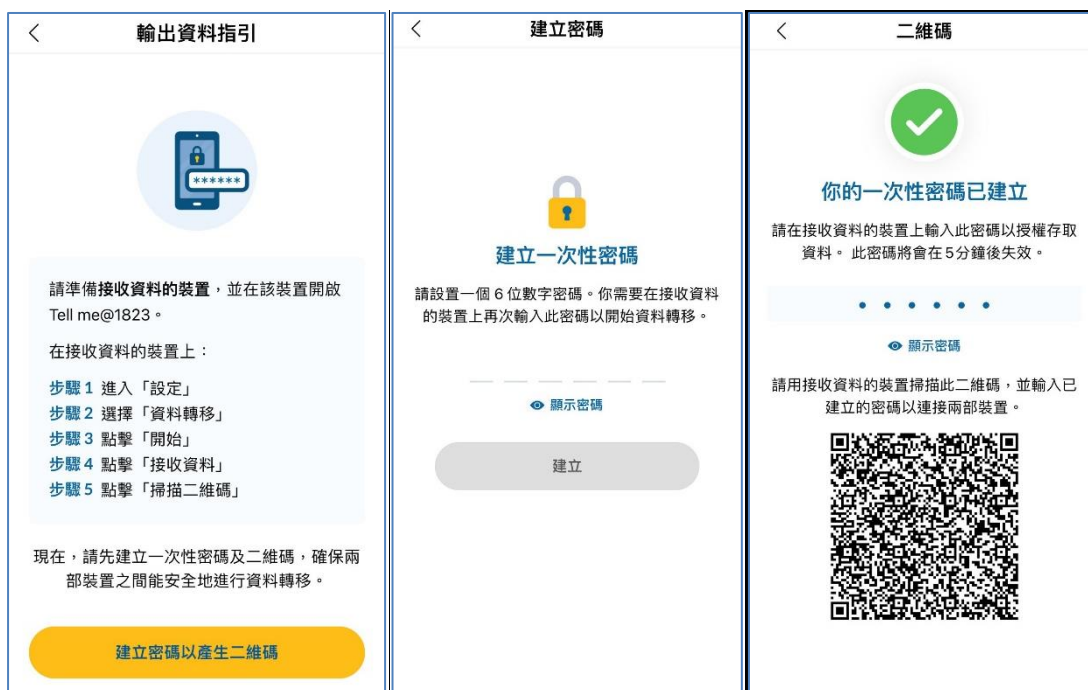 輸出資料指引
******
請準備接收資料的裝置，並在該裝置開啟
Tell me@1823。
在接收資料的裝置上：
步驟 1 進入「設定」
步驟 2 選擇「資料轉移」
步驟 3 點擊「開始」
步驟 4 點擊「接收資料」
步驟 5 點擊「掃描二維碼」
現在，請先建立一次性密碼及二維碼，確保兩
部裝置之間能安全地進行資料轉移。
建立密碼以產生二維碼
建立密碼
建立一次性密碼
請設置一個 6 位數字密碼。你需要在接收資料
的裝置上再次輸入此密碼以開始資料轉移。
顯示密碼
建立
二維碼
你的一次性密碼已建立
請在接收資料的裝置上輸入此密碼以授權存取
資料。 此密碼將會在 5 分鐘後失效。
顯示密碼
請用接收資料的裝置掃描此二維碼，並輸入已
建立的密碼以連接兩部裝置。